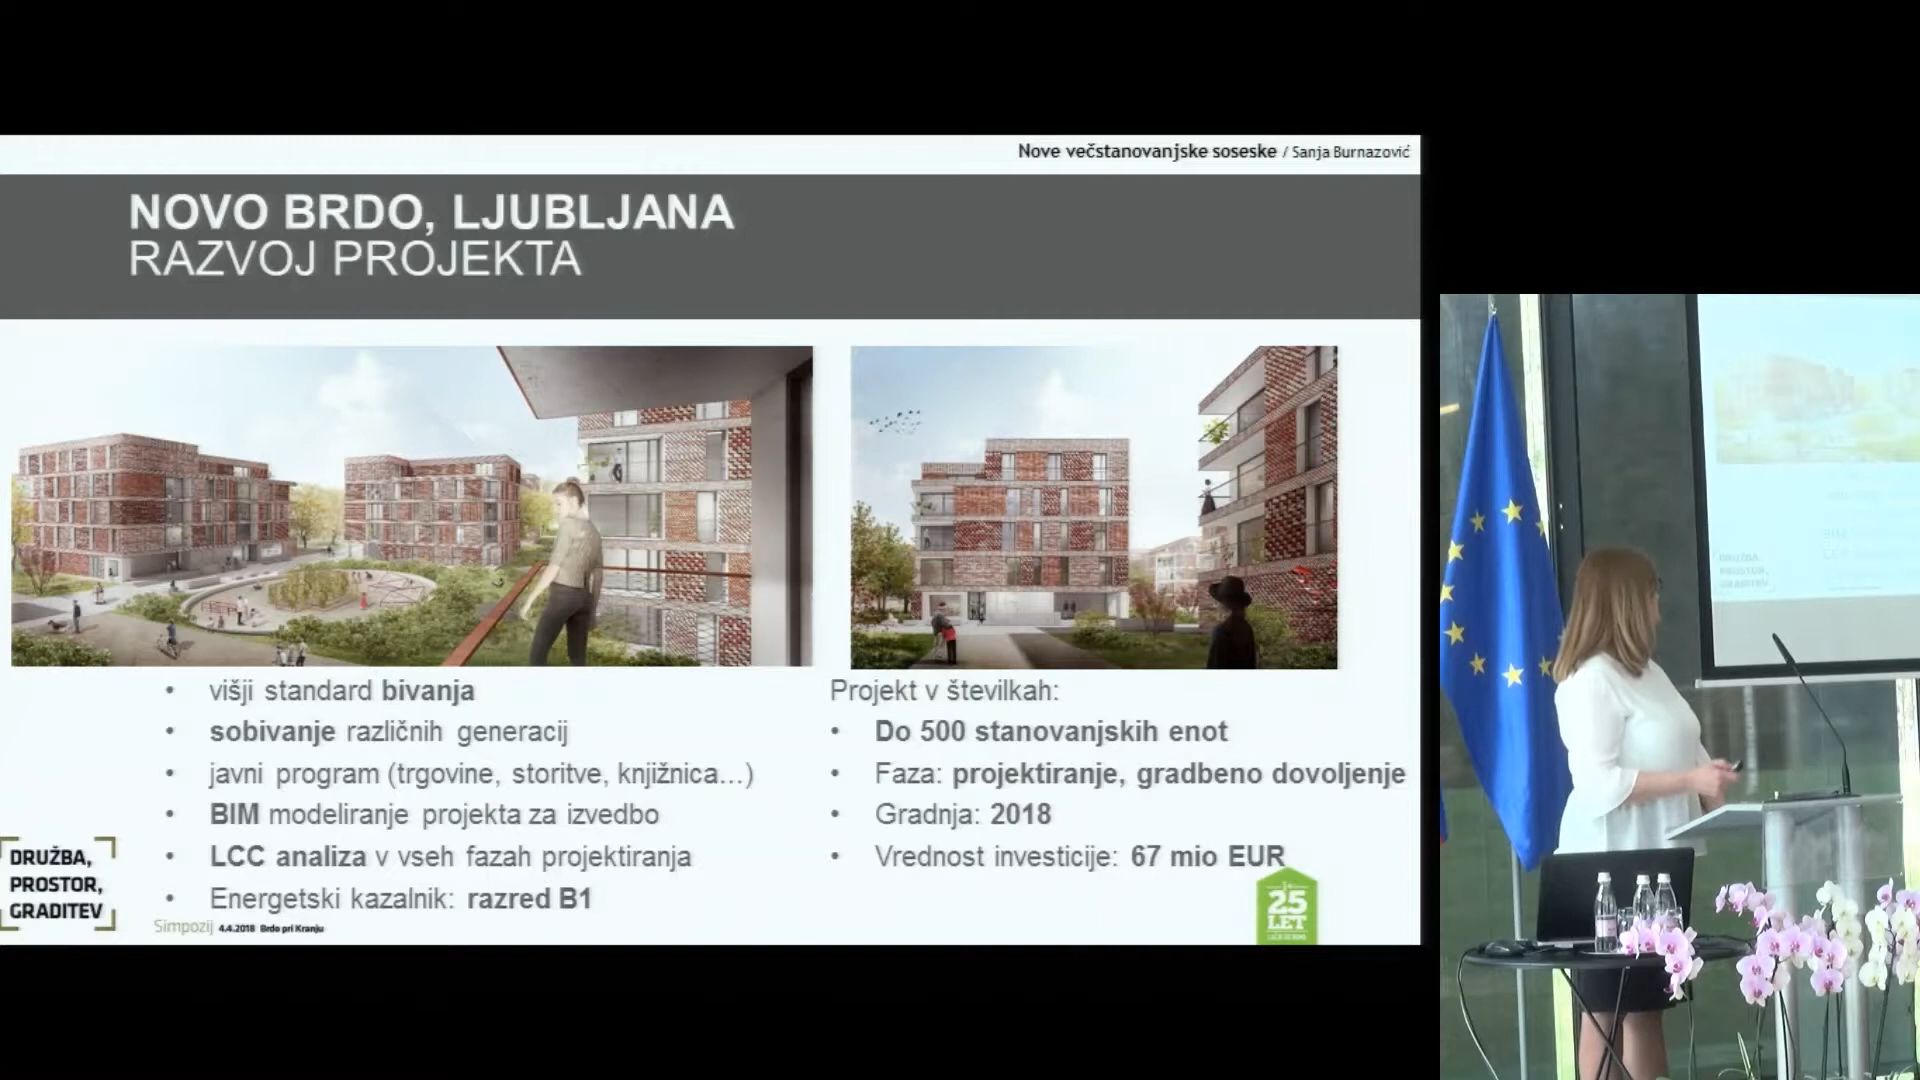 Nove večstanovanjske soseske / Sanja Burnazović
NOVO BRDO, LJUBLJANA
RAZVOJ PROJEKTA
• višji standard bivanja
• sobivanje različnih generacij
• javni program (trgovine, storitve, knjižnica...)
• BIM modeliranje projekta za izvedbo
• LCC analiza v vseh fazah projektiranja
• Energetski kazalnik: razred B1
Projekt v številkah:
• Do 500 stanovanjskih enot
• Faza: projektiranje, gradbeno dovoljenje
• Gradnja: 2018
• Vrednost investicije: 67 mio EUR
DRUŽBA,
PROSTOR,
GRADITEV
Simpozij 4.4.2018 Brdo pri Kranju
25
LET
DRUŽBA,
PROSTOR,
GRADITEV